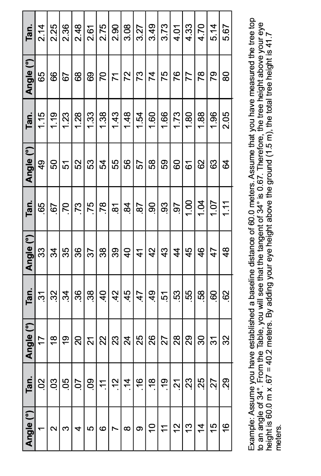 Angle (°) Tan. Angle (°) Tan. Angle (°) Tan. Angle (°) Tan. Angle (°) Tan.
1 .02 17 .31 33 .65 49 1.15 65 2.14
2 .03 18 .32 34 .67 50 1.19 66 2.25
3 .05 19 .34 35 .70 51 1.23 67 2.36
4 .07 20 .36 36 .73 52 1.28 68 2.48
5 .09 21 .38 37 .75 53 1.33 69 2.61
6 .11 22 .40 38 .78 54 1.38 70 2.75
7 .12 23 .42 39 .81 55 1.43 71 2.90
8 .14 24 .45 40 .84 56 1.48 72 3.08
9 .16 25 .47 41 .87 57 1.54 73 3.27
10 .18 26 .49 42 .90 58 1.60 74 3.49
11 .19 27 .51 43 .93 59 1.66 75 3.73
12 .21 28 .53 44 .97 60 1.73 76 4.01
13 .23 29 .55 45 1.00 61 1.80 77 4.33
14 .25 30 .58 46 1.04 62 1.88 78 4.70
15 .27 31 .60 47 1.07 63 1.96 79 5.14
16 .29 32 .62 48 1.11 64 2.05 80 5.67
Example: Assume you have established a baseline distance of 60.0 meters. Assume that you have measured the tree top
to an angle of 34°. From the Table, you will see that the tangent of 34° is 0.67. Therefore, the tree height above your eye
height is 60.0 m x .67 = 40.2 meters. By adding your eye height above the ground (1.5 m), the total tree height is 41.7
meters.